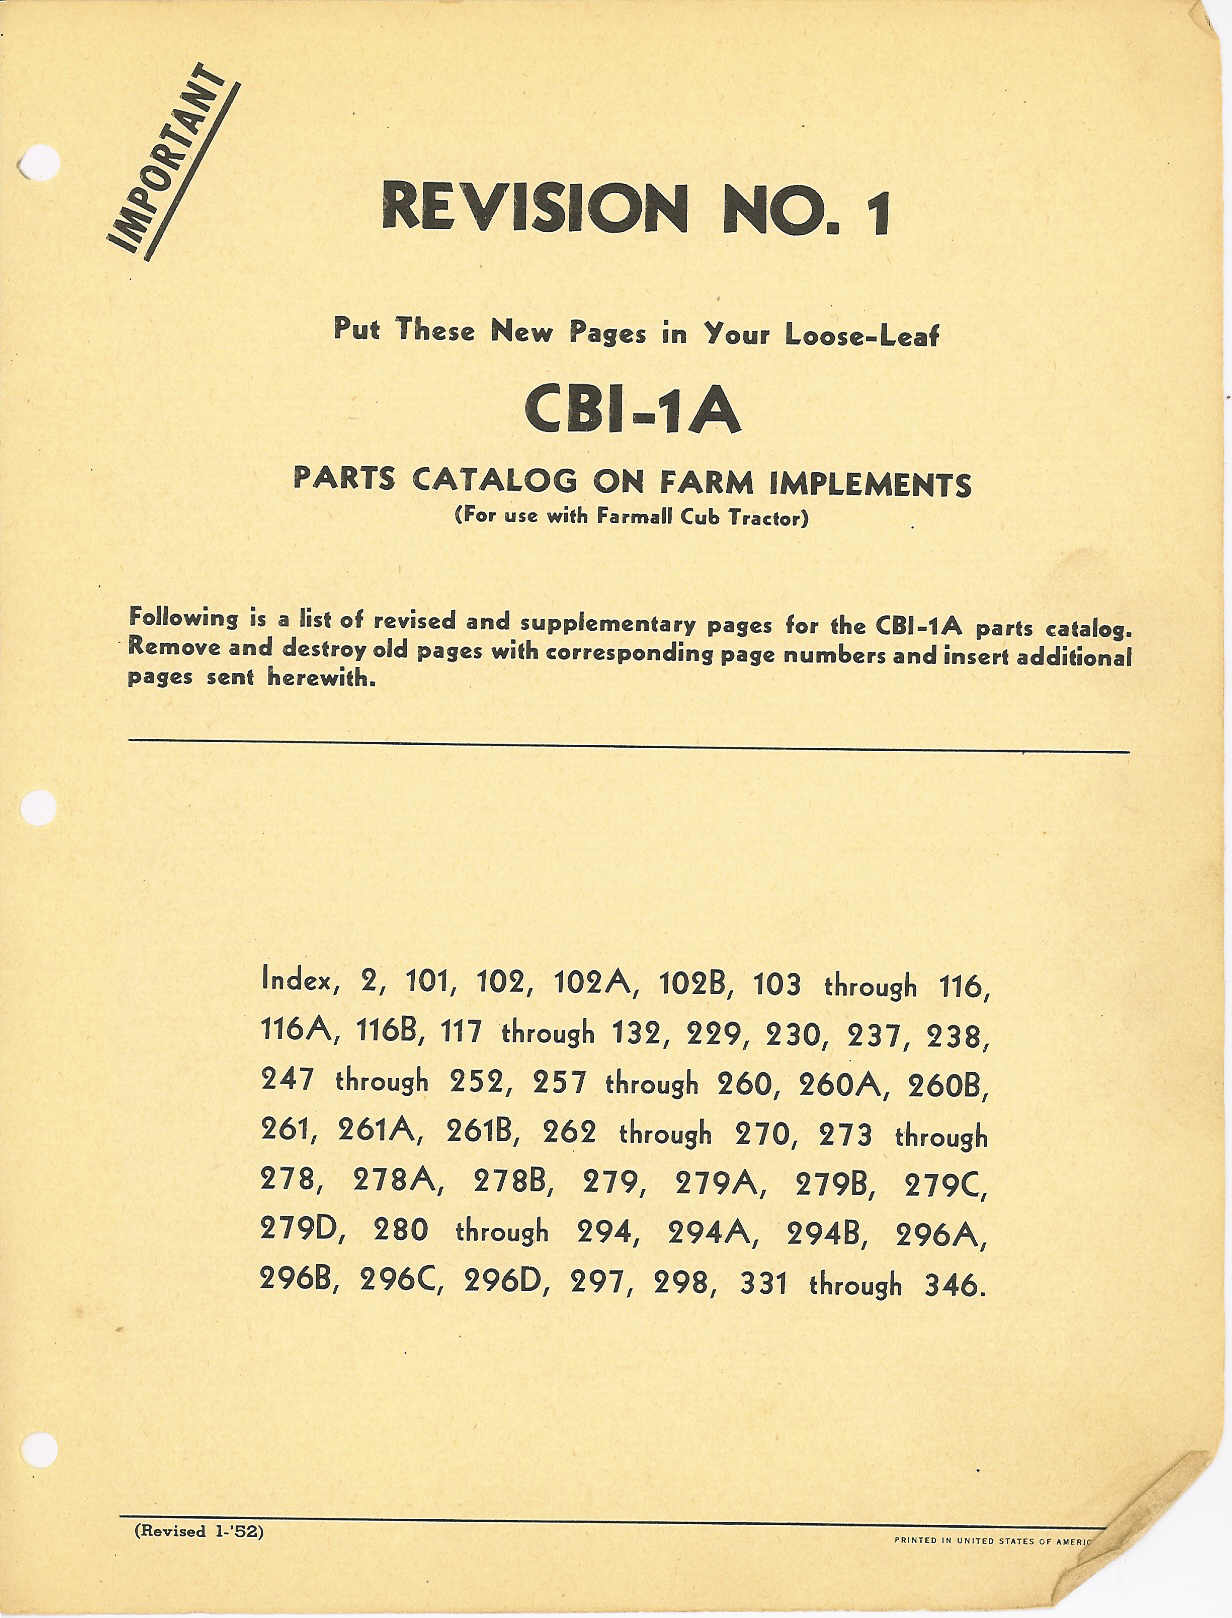 IMPORTANT
REVISION NO. 1
Put These New Pages in Your Loose-Leaf
CBI-1A
PARTS CATALOG ON FARM IMPLEMENTS
(For use with Farmall Cub Tractor)
Following is a list of revised and supplementary pages for the CBI-1A parts catalog.
Remove and destroy old pages with corresponding page numbers and insert additional
pages sent herewith.
Index, 2, 101, 102, 102A, 102B, 103 through 116,
116A, 116B, 117 through 132, 229, 230, 237, 238,
247 through 252, 257 through 260, 260A, 260B,
261, 261A, 261B, 262 through 270, 273 through
278, 278A, 278B, 279, 279A, 279B, 279C,
279D, 280 through 294, 294A, 294B, 296A,
296B, 296C, 296D, 297, 298, 331 through 346.
(Revised 1-'52)
PRINTED IN UNITED STATES OF AMERIC